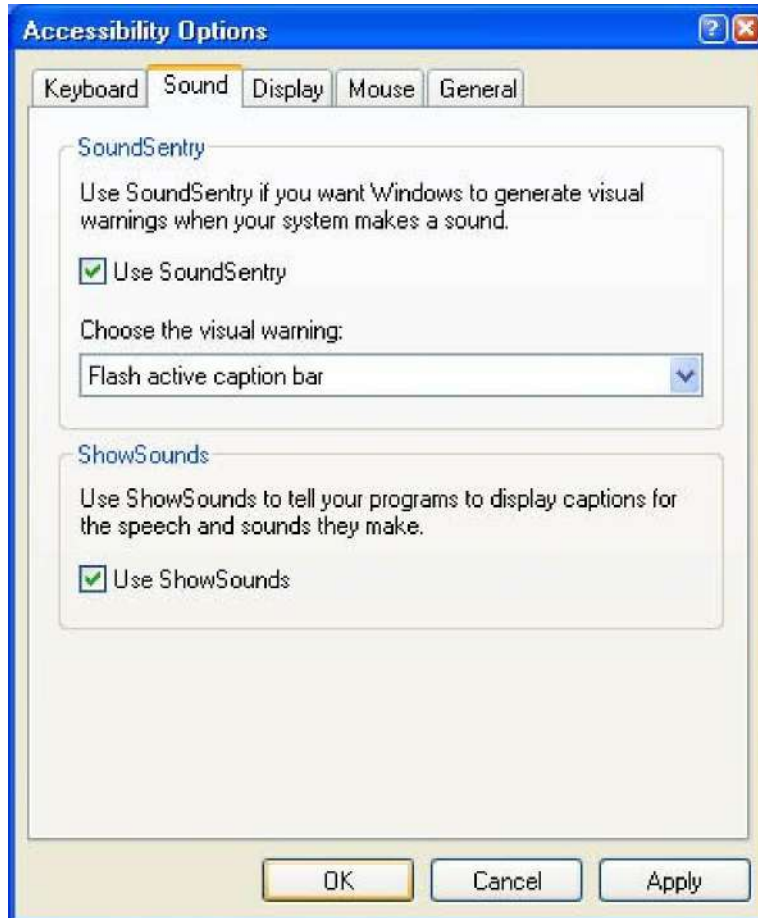 Accessibility Options
Keyboard Sound Display Mouse General
SoundSentry
Use SoundSentry if you want Windows to generate visual
warnings when your system makes a sound.
Use SoundSentry
Choose the visual warning:
Flash active caption bar
ShowSounds
Use ShowSounds to tell your programs to display captions for
the speech and sounds they make.
Use ShowSounds
OK Cancel Apply